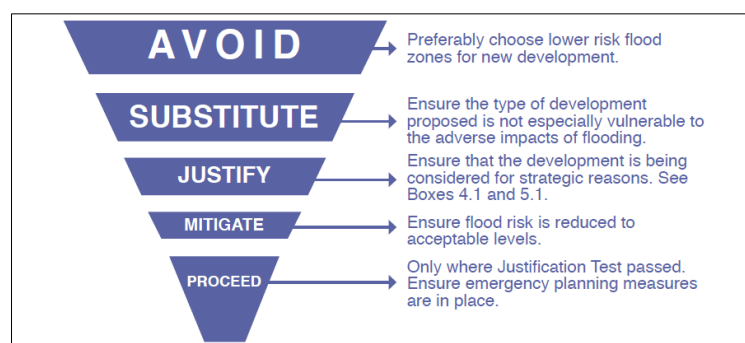 AVOID
Preferably choose lower risk flood
zones for new development.
SUBSTITUTE
Ensure the type of development
proposed is not especially vulnerable to
the adverse impacts of flooding.
JUSTIFY
Ensure that the development is being
considered for strategic reasons. See
Boxes 4.1 and 5.1.
MITIGATE
Ensure flood risk is reduced to
acceptable levels.
PROCEED
Only where Justification Test passed.
Ensure emergency planning measures
are in place.